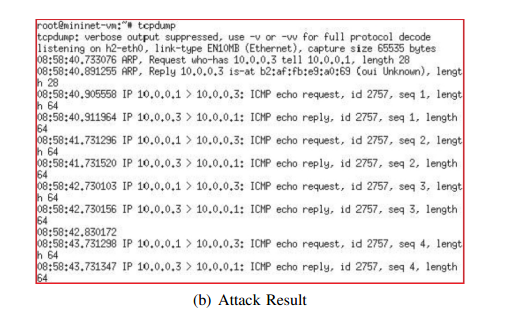 root@mininet-vm:~# tcpdump
tcpdump: verbose output suppressed, use -v or -vv for full protocol decode
listening on h2-eth0, link-type EN10MB (Ethernet), capture size 65535 bytes
08:58:40.733076 ARP, Request who-has 10.0.0.3 tell 10.0.0.1, length 28
08:58:40.891255 ARP, Reply 10.0.0.3 is-at b2:af:fb:e9:a0:69 (oui Unknown), lengt
h 28
08:58:40.905558 IP 10.0.0.1 > 10.0.0.3: ICMP echo request, id 2757, seq 1, lengt
h 64
08:58:40.911964 IP 10.0.0.3 > 10.0.0.1: ICMP echo reply, id 2757, seq 1, length
64
08:58:41.731296 IP 10.0.0.1 > 10.0.0.3: ICMP echo request, id 2757, seq 2, lengt
h 64
08:58:41.731520 IP 10.0.0.3 > 10.0.0.1: ICMP echo reply, id 2757, seq 2, length
64
08:58:42.730103 IP 10.0.0.1 > 10.0.0.3: ICMP echo request, id 2757, seq 3, lengt
h 64
08:58:42.730156 IP 10.0.0.3 > 10.0.0.1: ICMP echo reply, id 2757, seq 3, length
64
08:58:42.830172
08:58:43.731298 IP 10.0.0.1 > 10.0.0.3: ICMP echo request, id 2757, seq 4, lengt
h 64
08:58:43.731347 IP 10.0.0.3 > 10.0.0.1: ICMP echo reply, id 2757, seq 4, length
64
(b) Attack Result